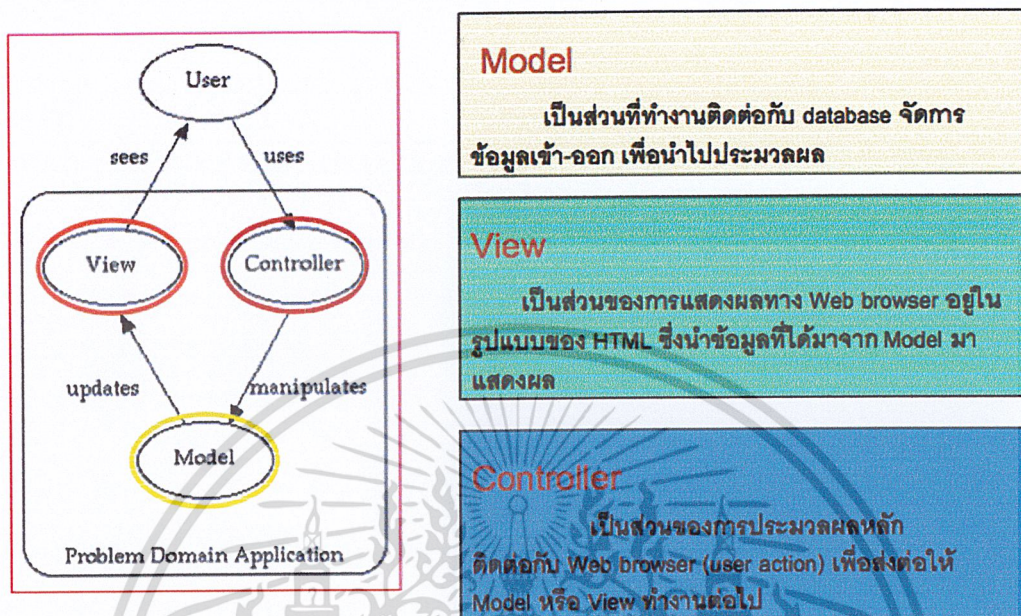 User
sees
uses
View
Controller
updates
manipulates
Model
Problem Domain Application
Model
เป็นส่วนที่ทำงานติดต่อกับ database จัดการ
ข้อมูลเข้า-ออก เพื่อนำไปประมวลผล
View
เป็นส่วนของการแสดงผลทาง Web browser อยู่ใน
รูปแบบของ HTML ซึ่งนำข้อมูลที่ได้มาจาก Model มา
แสดงผล
Controller
เป็นส่วนของการประมวลผลหลัก
ติดต่อกับ Web browser (user action) เพื่อส่งต่อให้
Model หรือ View ทำงานต่อไป